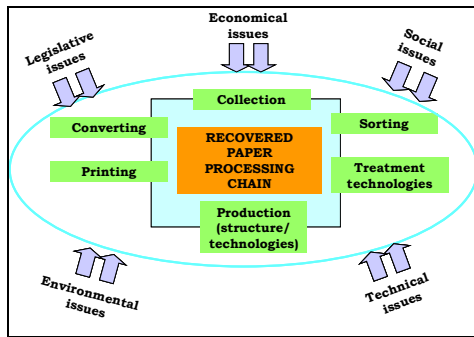 Economical
issues
Legislative
issues
Social
issues
Collection
Converting
Sorting
RECOVERED
PAPER
PROCESSING
CHAIN
Printing
Treatment
technologies
Production
(structure/
technologies)
Environmental
issues
Technical
issues